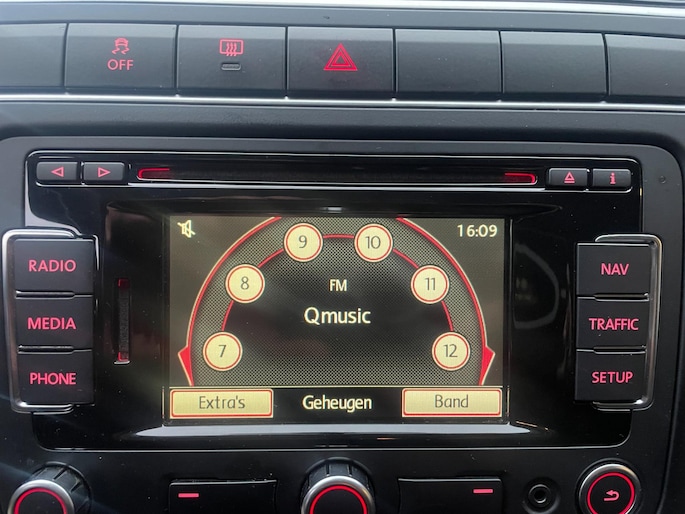 OFF
i
RADIO
MEDIA
PHONE
NAV
TRAFFIC
SETUP
16:09
7
8
9
10
11
12
FM
Qmusic
Extra's
Geheugen
Band